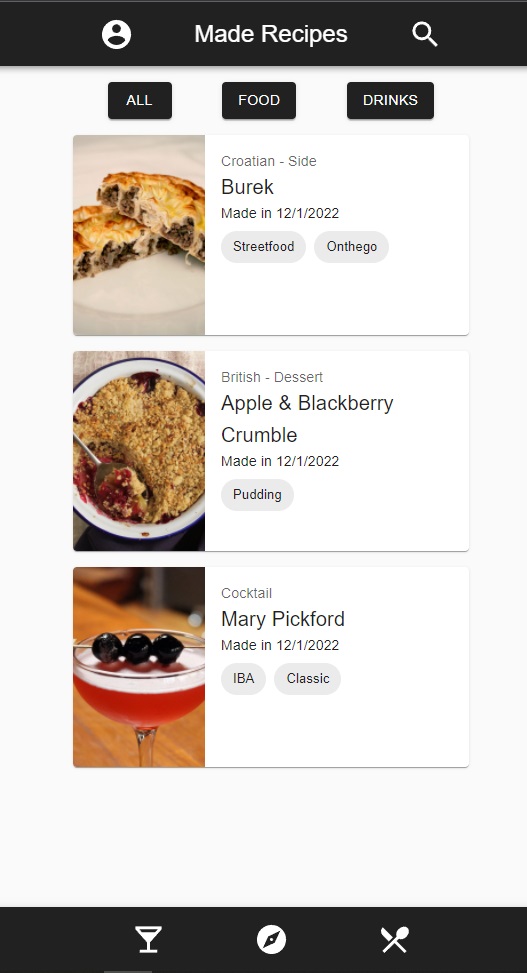 Made Recipes
ALL
FOOD
DRINKS
Croatian - Side
Burek
Made in 12/1/2022
Streetfood
Onthego
British - Dessert
Apple & Blackberry
Crumble
Made in 12/1/2022
Pudding
Cocktail
Mary Pickford
Made in 12/1/2022
IBA
Classic